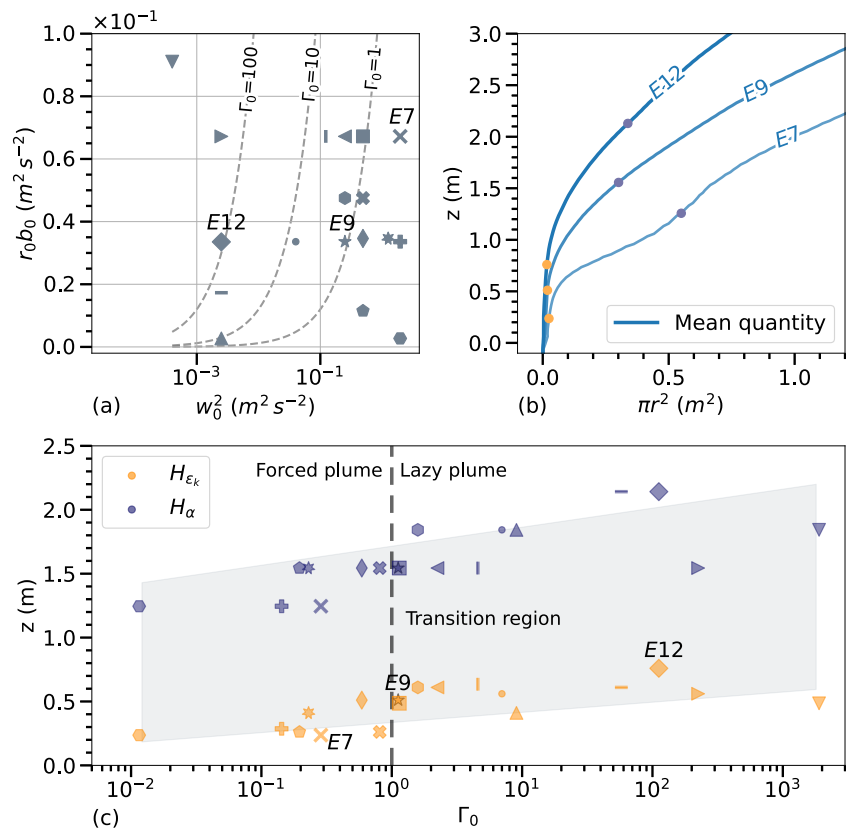 ×10⁻¹
r₀b₀ (m² s⁻²)
1.0
0.8
0.6
0.4
0.2
0.0
Γ₀=100
Γ₀=10
Γ₀=1
E7
E12
E9
10⁻³
10⁻¹
(a)
w₀² (m² s⁻²)
z (m)
3.0
2.5
2.0
1.5
1.0
0.5
0.0
E12
E9
E7
Mean quantity
0.0
0.5
1.0
(b)
πr² (m²)
z (m)
2.5
2.0
1.5
1.0
0.5
0.0
H_εₖ
H_α
Forced plume
Lazy plume
Transition region
E12
E9
E7
10⁻²
10⁻¹
10⁰
10¹
10²
10³
(c)
Γ₀